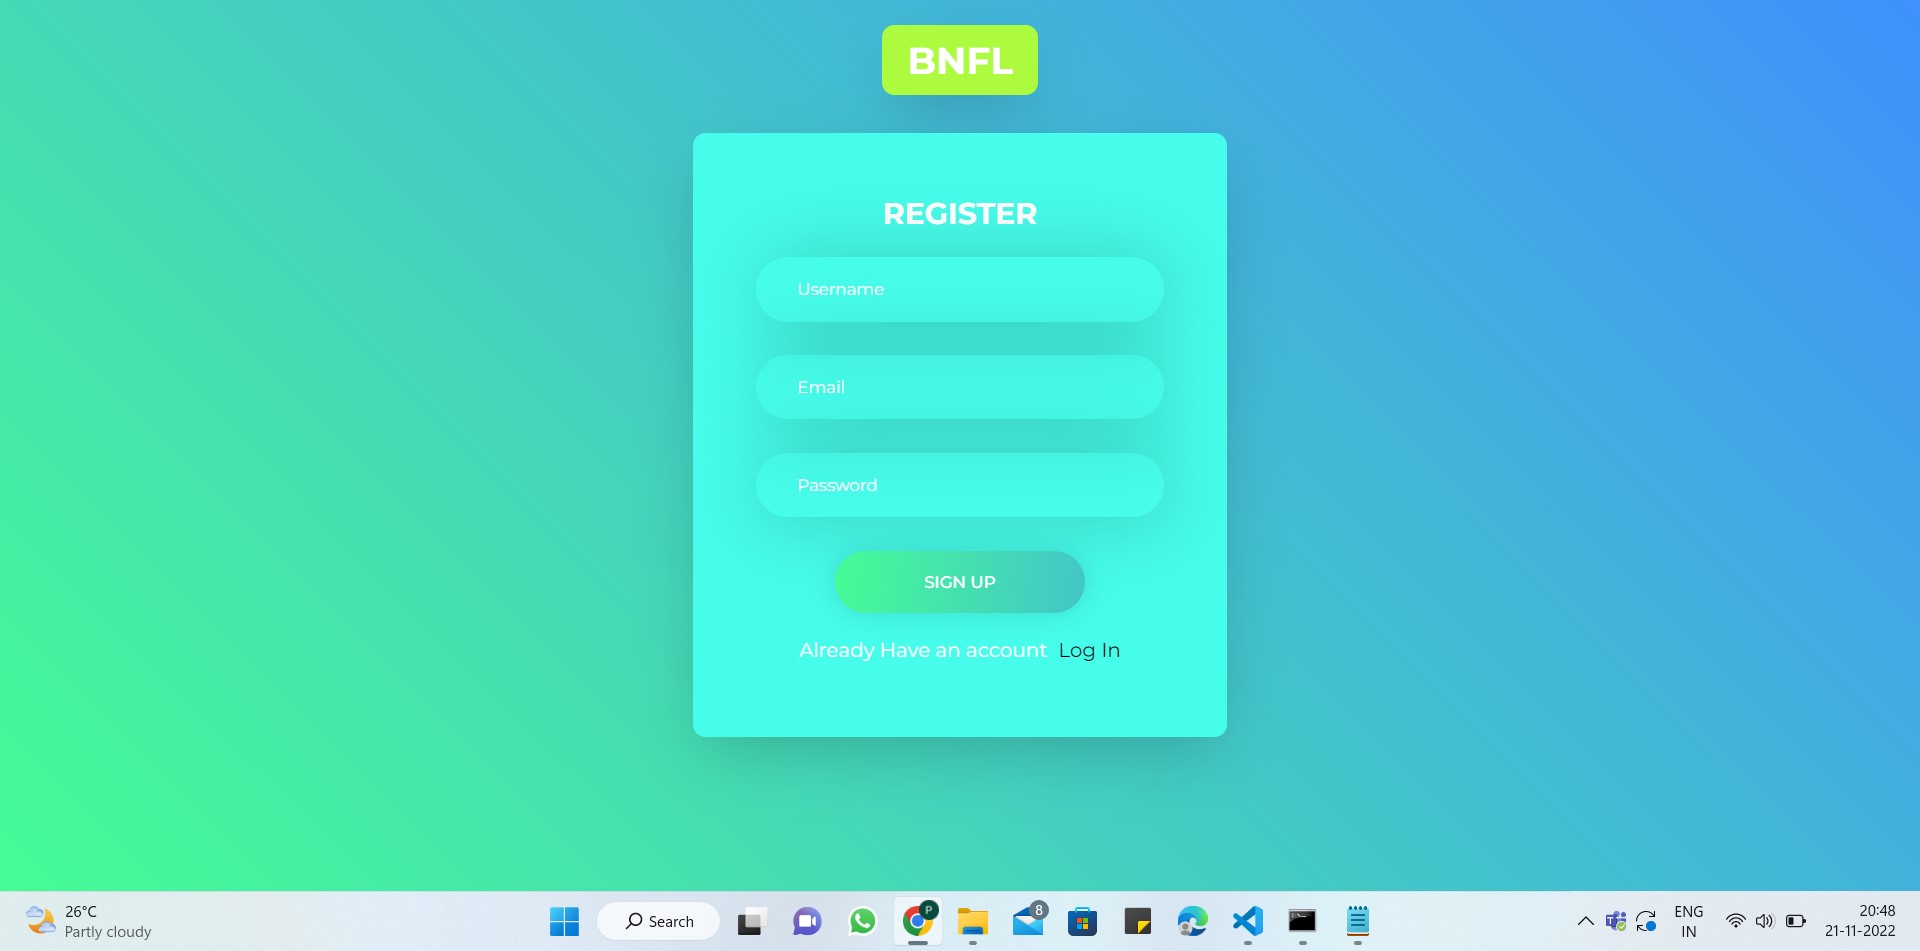 BNFL
REGISTER
Username
Email
Password
SIGN UP
Already Have an account Log In
26°C
Partly cloudy
Search
P
8
ENG
IN
20:48
21-11-2022